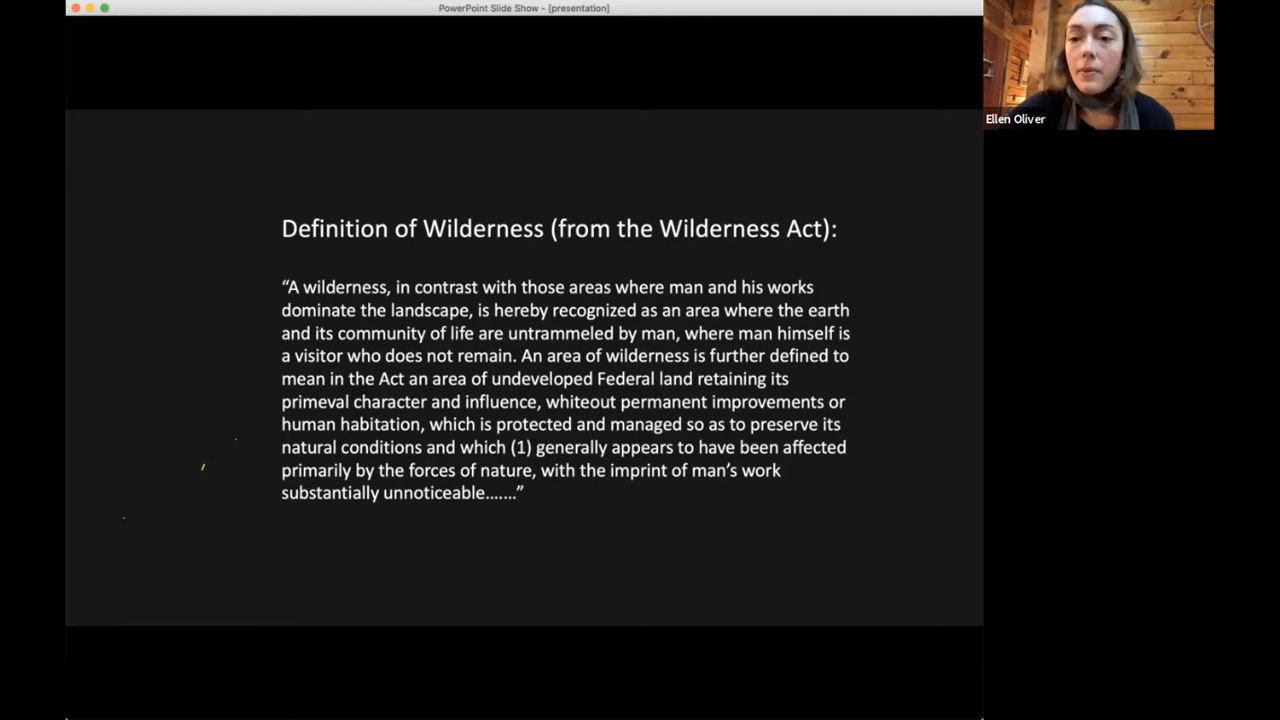 PowerPoint Slide Show - [presentation]
Ellen Oliver
Definition of Wilderness (from the Wilderness Act):
“A wilderness, in contrast with those areas where man and his works
dominate the landscape, is hereby recognized as an area where the earth
and its community of life are untrammeled by man, where man himself is
a visitor who does not remain. An area of wilderness is further defined to
mean in the Act an area of undeveloped Federal land retaining its
primeval character and influence, whiteout permanent improvements or
human habitation, which is protected and managed so as to preserve its
natural conditions and which (1) generally appears to have been affected
primarily by the forces of nature, with the imprint of man’s work
substantially unnoticeable.……”